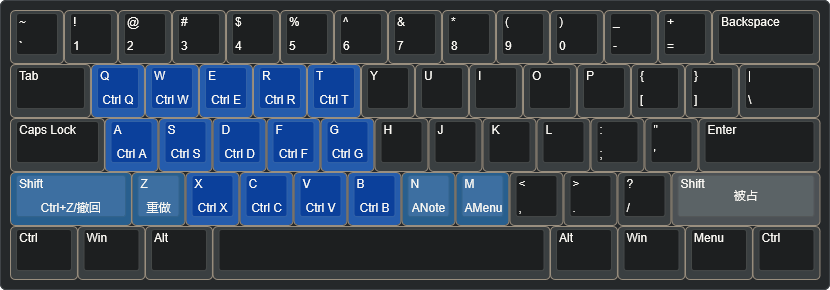 ~ ! @ # $ % ^ & * ( ) _ + Backspace
` 1 2 3 4 5 6 7 8 9 0 - =
Tab Q W E R T Y U I O P { } |
Ctrl Q Ctrl W Ctrl E Ctrl R Ctrl T [ ] \
Caps Lock A S D F G H J K L : " Enter
Ctrl A Ctrl S Ctrl D Ctrl F Ctrl G ; '
Shift Z X C V B N M < > ? Shift
Ctrl+Z/撤回 重做 Ctrl X Ctrl C Ctrl V Ctrl B ANote AMenu , . / 被占
Ctrl Win Alt Alt Win Menu Ctrl